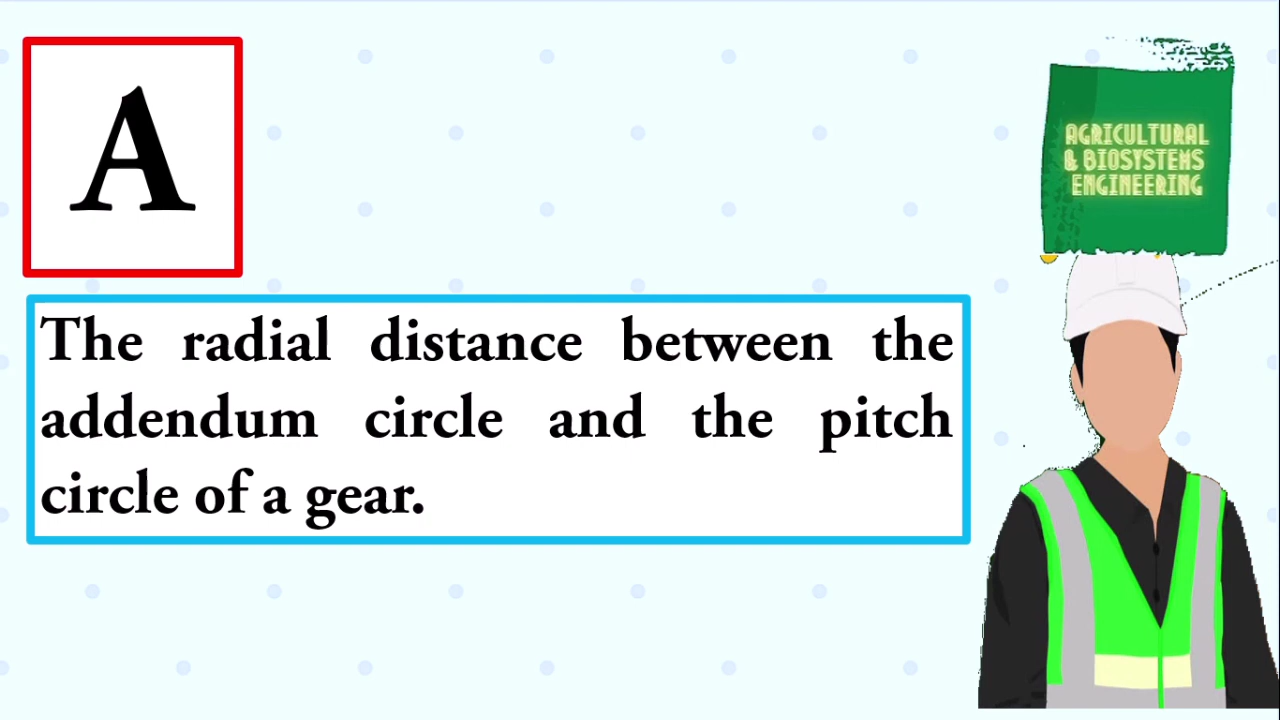 A
AGRICULTURAL
& BIOSYSTEMS
ENGINEERING
The radial distance between the
addendum circle and the pitch
circle of a gear.